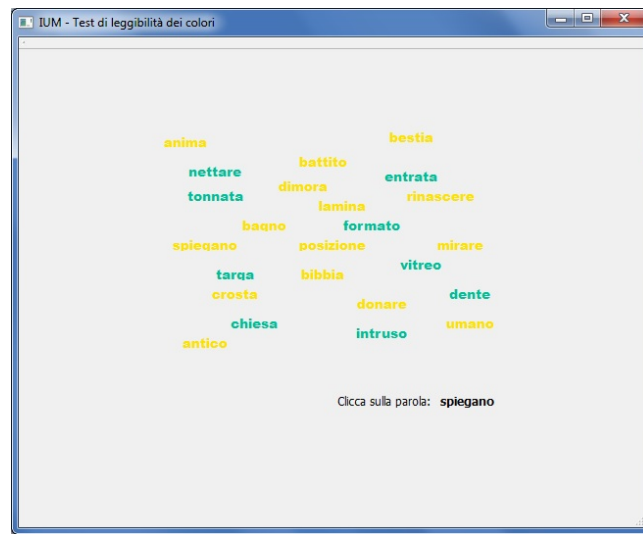 IUM - Test di leggibilità dei colori
bestia
anima
battito
nettare
entrata
dimora
tonnata
rinascere
lamina
bagno
formato
spiegano posizione mirare
vitreo
targa
bibbia
crosta
dente
donare
chiesa
umano
intruso
antico
Clicca sulla parola: spiegano